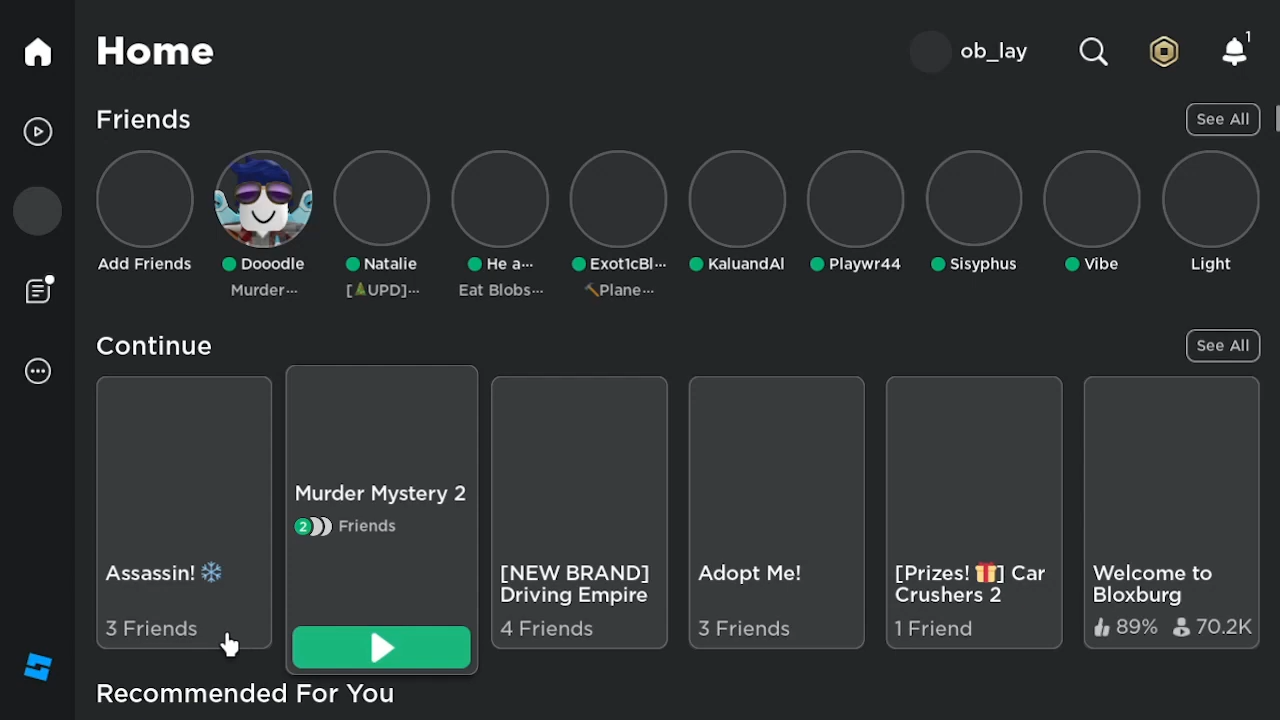 Home
ob_lay
1
Friends
See All
Add Friends
Dooodle
Natalie
He a···
Exot1cBl···
KaluandAl
Playwr44
Sisyphus
Vibe
Light
Murder···
[🌲UPD]···
Eat Blobs···
🔨Plane···
Continue
See All
Assassin! ❄️
3 Friends
Murder Mystery 2
2 Friends
[NEW BRAND]
Driving Empire
4 Friends
Adopt Me!
3 Friends
[Prizes! 🎁] Car
Crushers 2
1 Friend
Welcome to
Bloxburg
89% 70.2K
Recommended For You